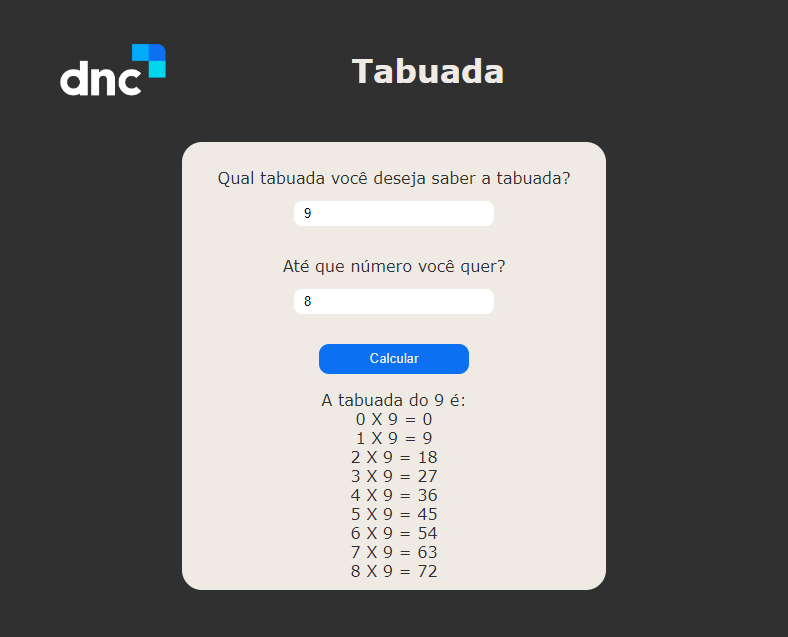 dnc
Tabuada
Qual tabuada você deseja saber a tabuada?
9
Até que número você quer?
8
Calcular
A tabuada do 9 é:
0 X 9 = 0
1 X 9 = 9
2 X 9 = 18
3 X 9 = 27
4 X 9 = 36
5 X 9 = 45
6 X 9 = 54
7 X 9 = 63
8 X 9 = 72